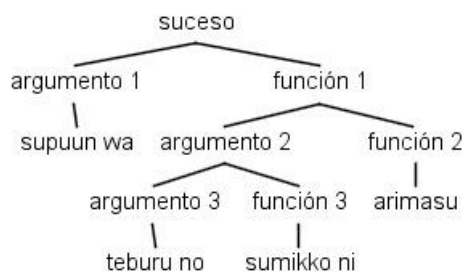 suceso
argumento 1 función 1
supuun wa argumento 2 función 2
argumento 3 función 3 arimasu
teburu no sumikko ni